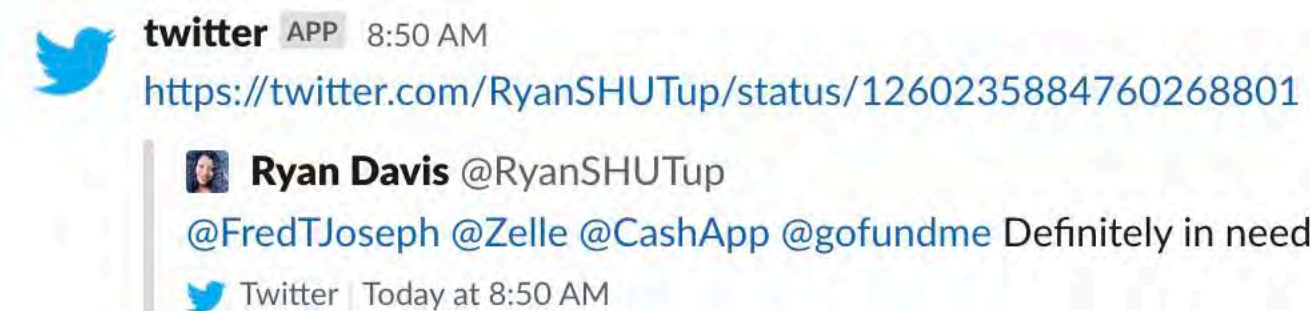 twitter APP 8:50 AM
https://twitter.com/RyanSHUTup/status/1260235884760268801
Ryan Davis @RyanSHUTup
@FredTJoseph @Zelle @CashApp @gofundme Definitely in need
Twitter | Today at 8:50 AM